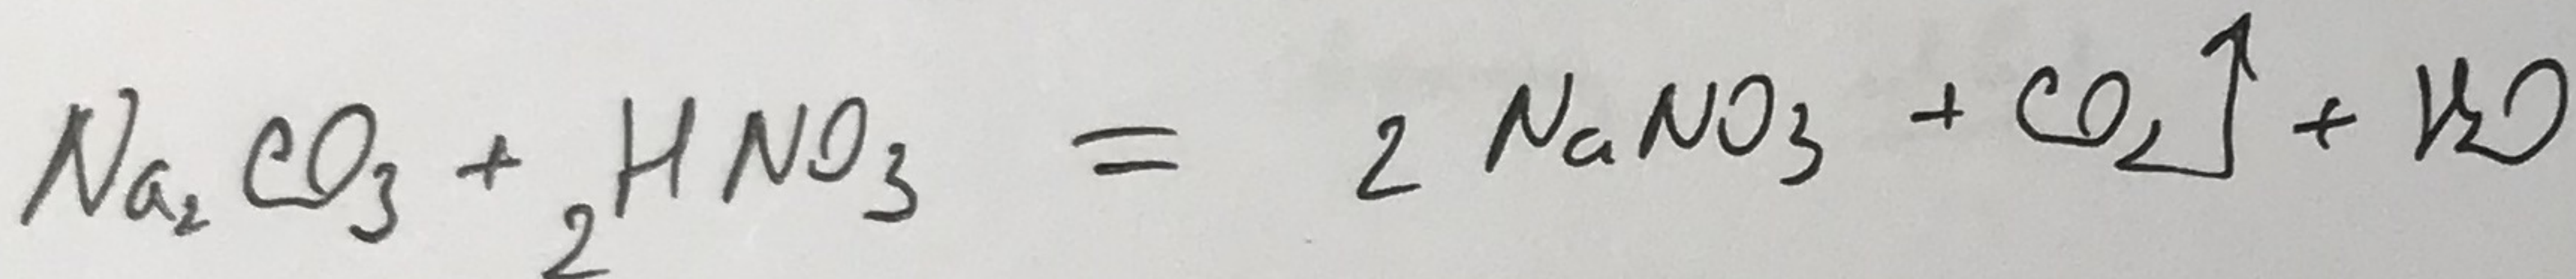 Na₂CO₃ + 2HNO₃ = 2NaNO₃ + CO₂↑ + H₂O